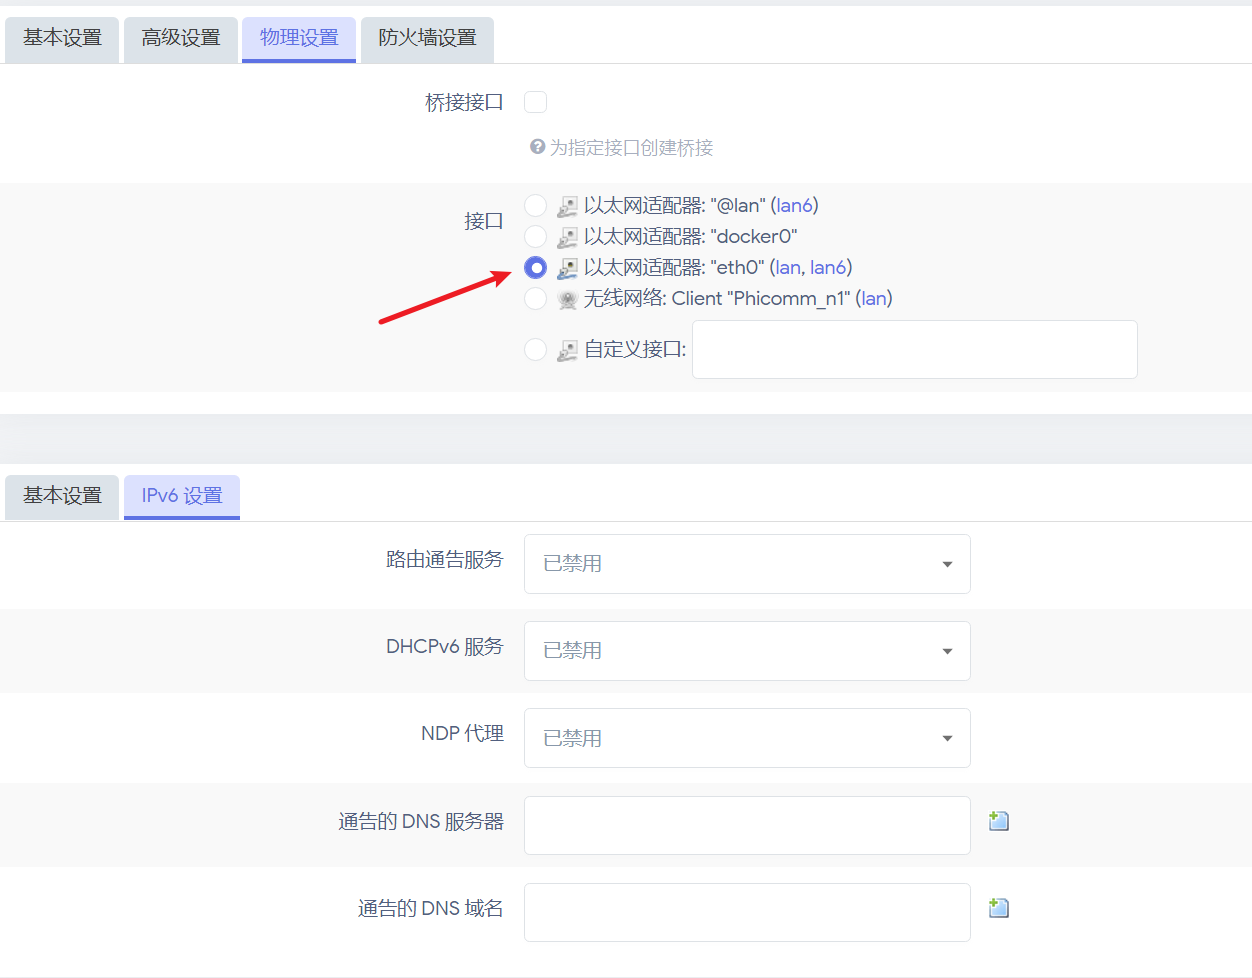 基本设置 高级设置 物理设置 防火墙设置
桥接接口
为指定接口创建桥接
接口
以太网适配器: "@lan" (lan6)
以太网适配器: "docker0"
以太网适配器: "eth0" (lan, lan6)
无线网络: Client "Phicomm_n1" (lan)
自定义接口:
基本设置 IPv6 设置
路由通告服务 已禁用
DHCPv6 服务 已禁用
NDP 代理 已禁用
通告的 DNS 服务器
通告的 DNS 域名